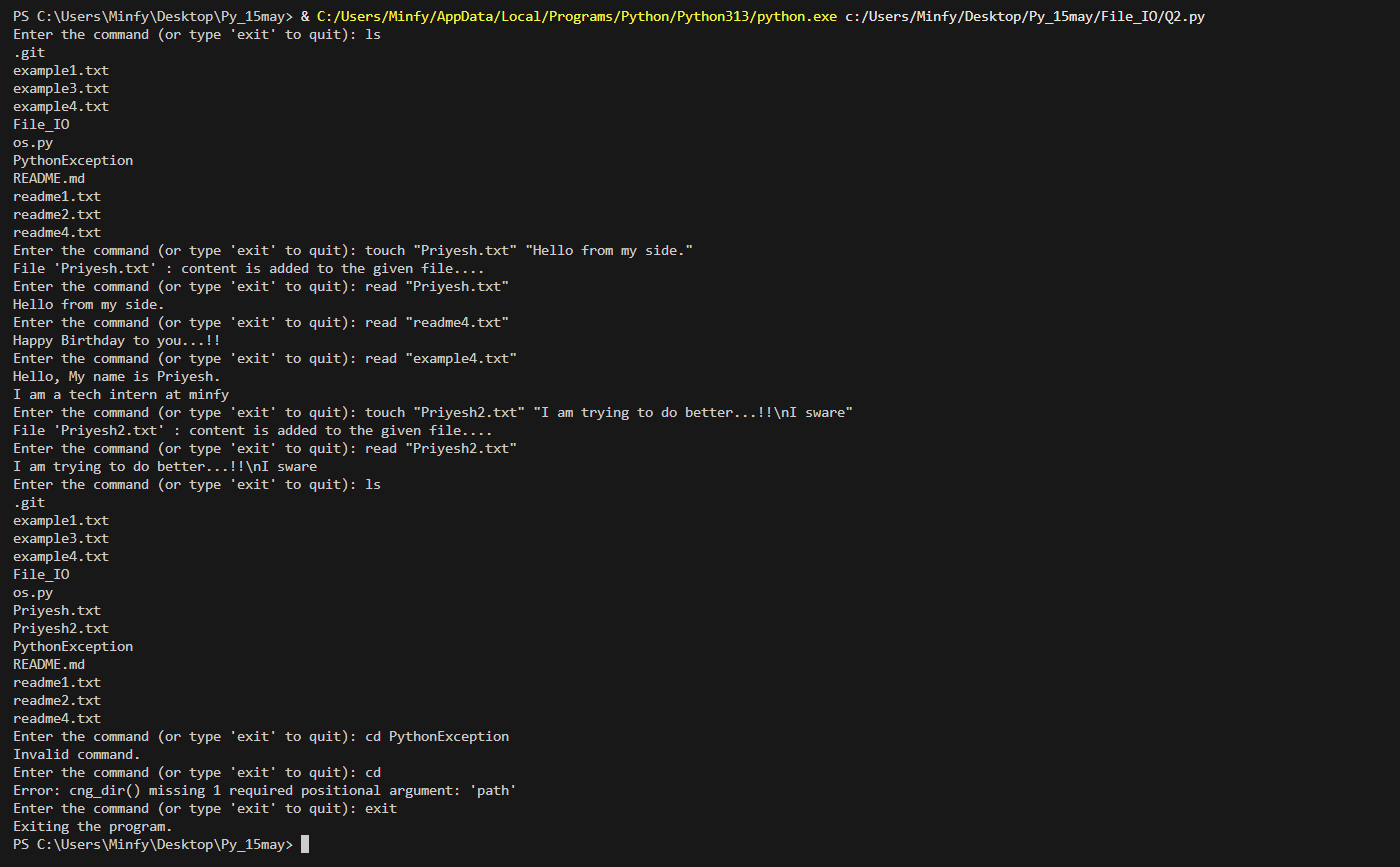 PS C:\Users\Minfy\Desktop\Py_15may> & C:/Users/Minfy/AppData/Local/Programs/Python/Python313/python.exe c:/Users/Minfy/Desktop/Py_15may/File_IO/Q2.py
Enter the command (or type 'exit' to quit): ls
.git
example1.txt
example3.txt
example4.txt
File_IO
os.py
PythonException
README.md
readme1.txt
readme2.txt
readme4.txt
Enter the command (or type 'exit' to quit): touch "Priyesh.txt" "Hello from my side."
File 'Priyesh.txt' : content is added to the given file....
Enter the command (or type 'exit' to quit): read "Priyesh.txt"
Hello from my side.
Enter the command (or type 'exit' to quit): read "readme4.txt"
Happy Birthday to you...!!
Enter the command (or type 'exit' to quit): read "example4.txt"
Hello, My name is Priyesh.
I am a tech intern at minfy
Enter the command (or type 'exit' to quit): touch "Priyesh2.txt" "I am trying to do better...!!\nI sware"
File 'Priyesh2.txt' : content is added to the given file....
Enter the command (or type 'exit' to quit): read "Priyesh2.txt"
I am trying to do better...!!\nI sware
Enter the command (or type 'exit' to quit): ls
.git
example1.txt
example3.txt
example4.txt
File_IO
os.py
Priyesh.txt
Priyesh2.txt
PythonException
README.md
readme1.txt
readme2.txt
readme4.txt
Enter the command (or type 'exit' to quit): cd PythonException
Invalid command.
Enter the command (or type 'exit' to quit): cd
Error: cng_dir() missing 1 required positional argument: 'path'
Enter the command (or type 'exit' to quit): exit
Exiting the program.
PS C:\Users\Minfy\Desktop\Py_15may>